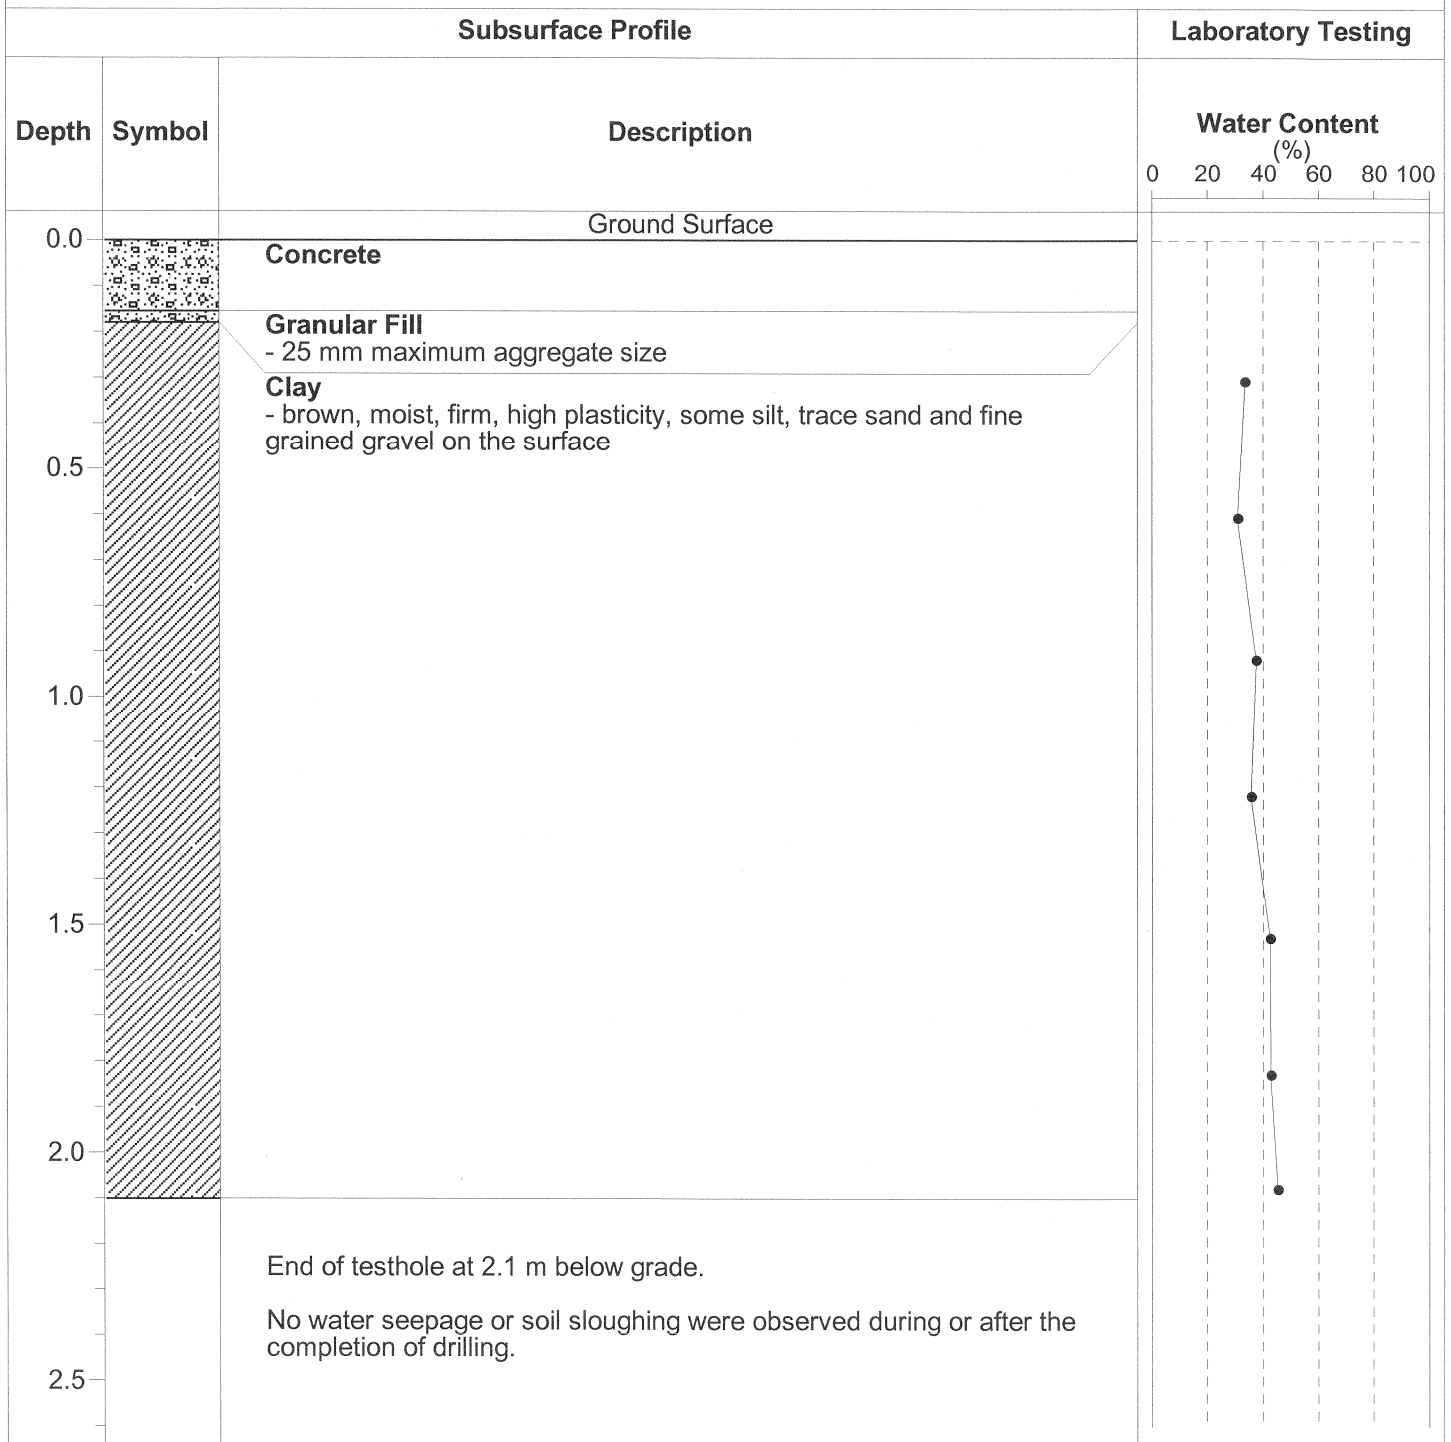 Subsurface Profile
Laboratory Testing
Depth
Symbol
Description
Water Content
(%)
0 20 40 60 80 100
Ground Surface
0.0
Concrete
Granular Fill
- 25 mm maximum aggregate size
Clay
- brown, moist, firm, high plasticity, some silt, trace sand and fine
grained gravel on the surface
0.5
1.0
1.5
2.0
End of testhole at 2.1 m below grade.
No water seepage or soil sloughing were observed during or after the
completion of drilling.
2.5